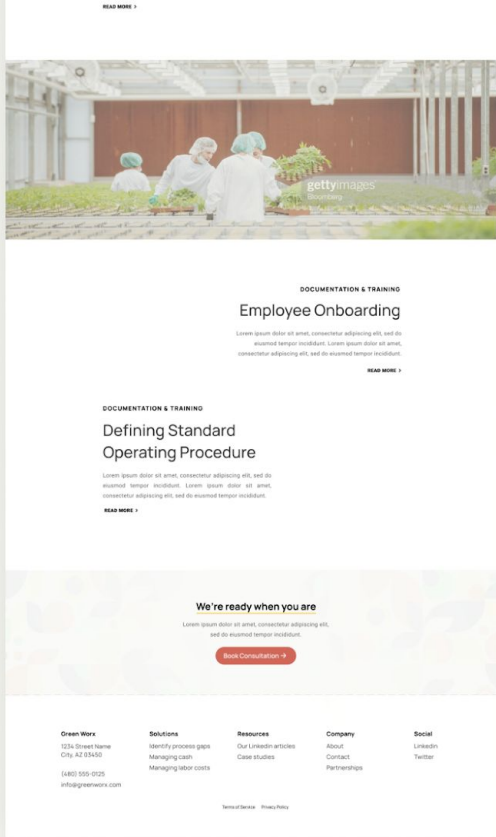 READ MORE >
gettyimages
Bloomberg
DOCUMENTATION & TRAINING
Employee Onboarding
Lorem ipsum dolor sit amet, consectetur adipiscing elit, sed do
eiusmod tempor incididunt. Lorem ipsum dolor sit amet,
consectetur adipiscing elit, sed do eiusmod tempor incididunt.
READ MORE >
DOCUMENTATION & TRAINING
Defining Standard
Operating Procedure
Lorem ipsum dolor sit amet, consectetur adipiscing elit, sed do
eiusmod tempor incididunt. Lorem ipsum dolor sit amet,
consectetur adipiscing elit, sed do eiusmod tempor incididunt.
READ MORE >
We're ready when you are
Lorem ipsum dolor sit amet, consectetur adipiscing elit,
sed do eiusmod tempor incididunt.
Book Consultation →
Green Worx
1234 Street Name
City, AZ 03450
(480) 555-0125
info@greenworx.com
Solutions
Identify process gaps
Managing cash
Managing labor costs
Resources
Our Linkedin articles
Case studies
Company
About
Contact
Partnerships
Social
Linkedin
Twitter
Terms of Service Privacy Policy